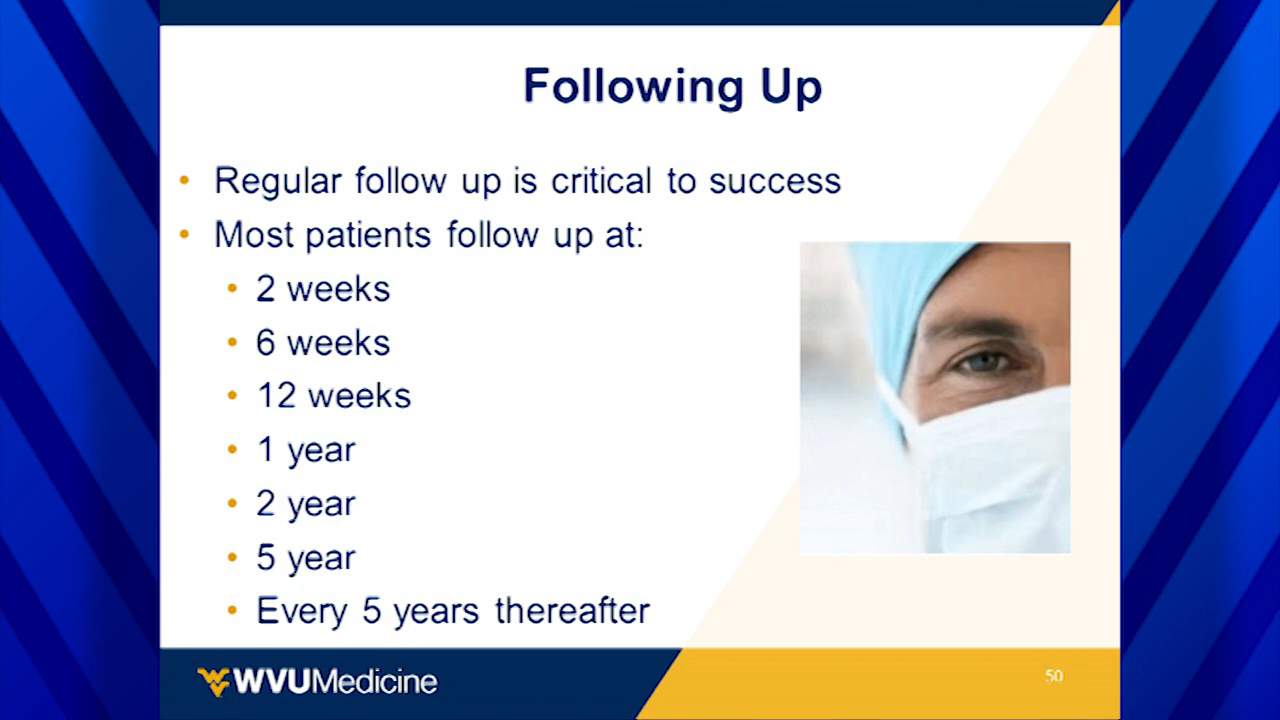 Following Up
• Regular follow up is critical to success
• Most patients follow up at:
• 2 weeks
• 6 weeks
• 12 weeks
• 1 year
• 2 year
• 5 year
• Every 5 years thereafter
WVUMedicine
50